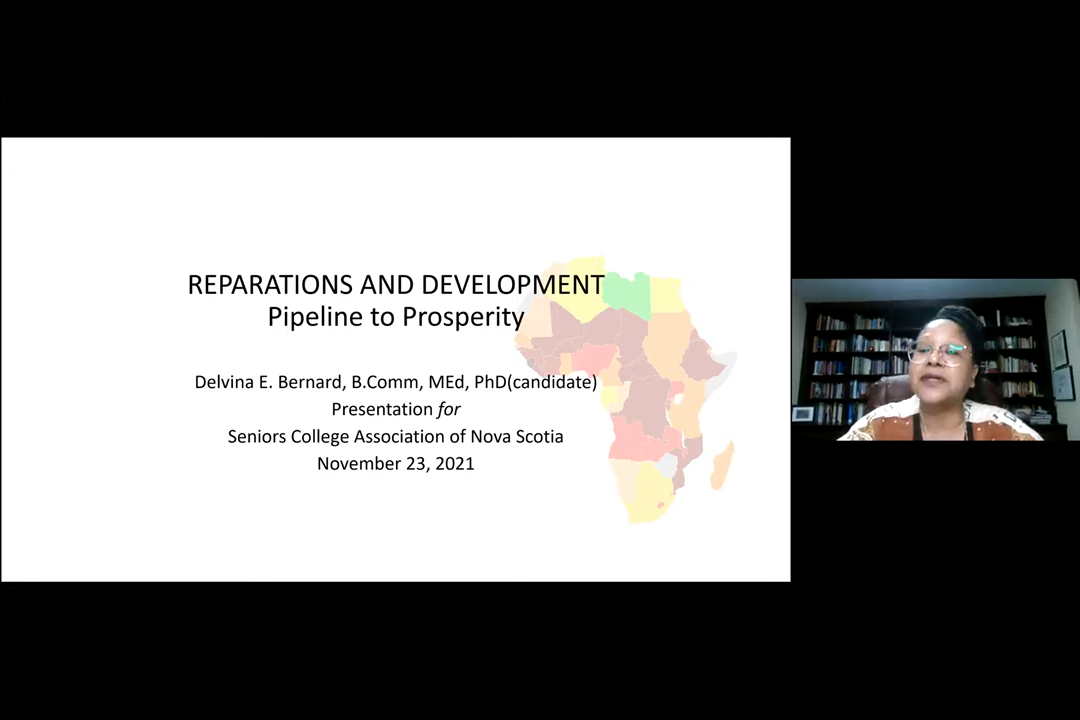 REPARATIONS AND DEVELOPMENT
Pipeline to Prosperity
Delvina E. Bernard, B.Comm, MEd, PhD(candidate)
Presentation for
Seniors College Association of Nova Scotia
November 23, 2021